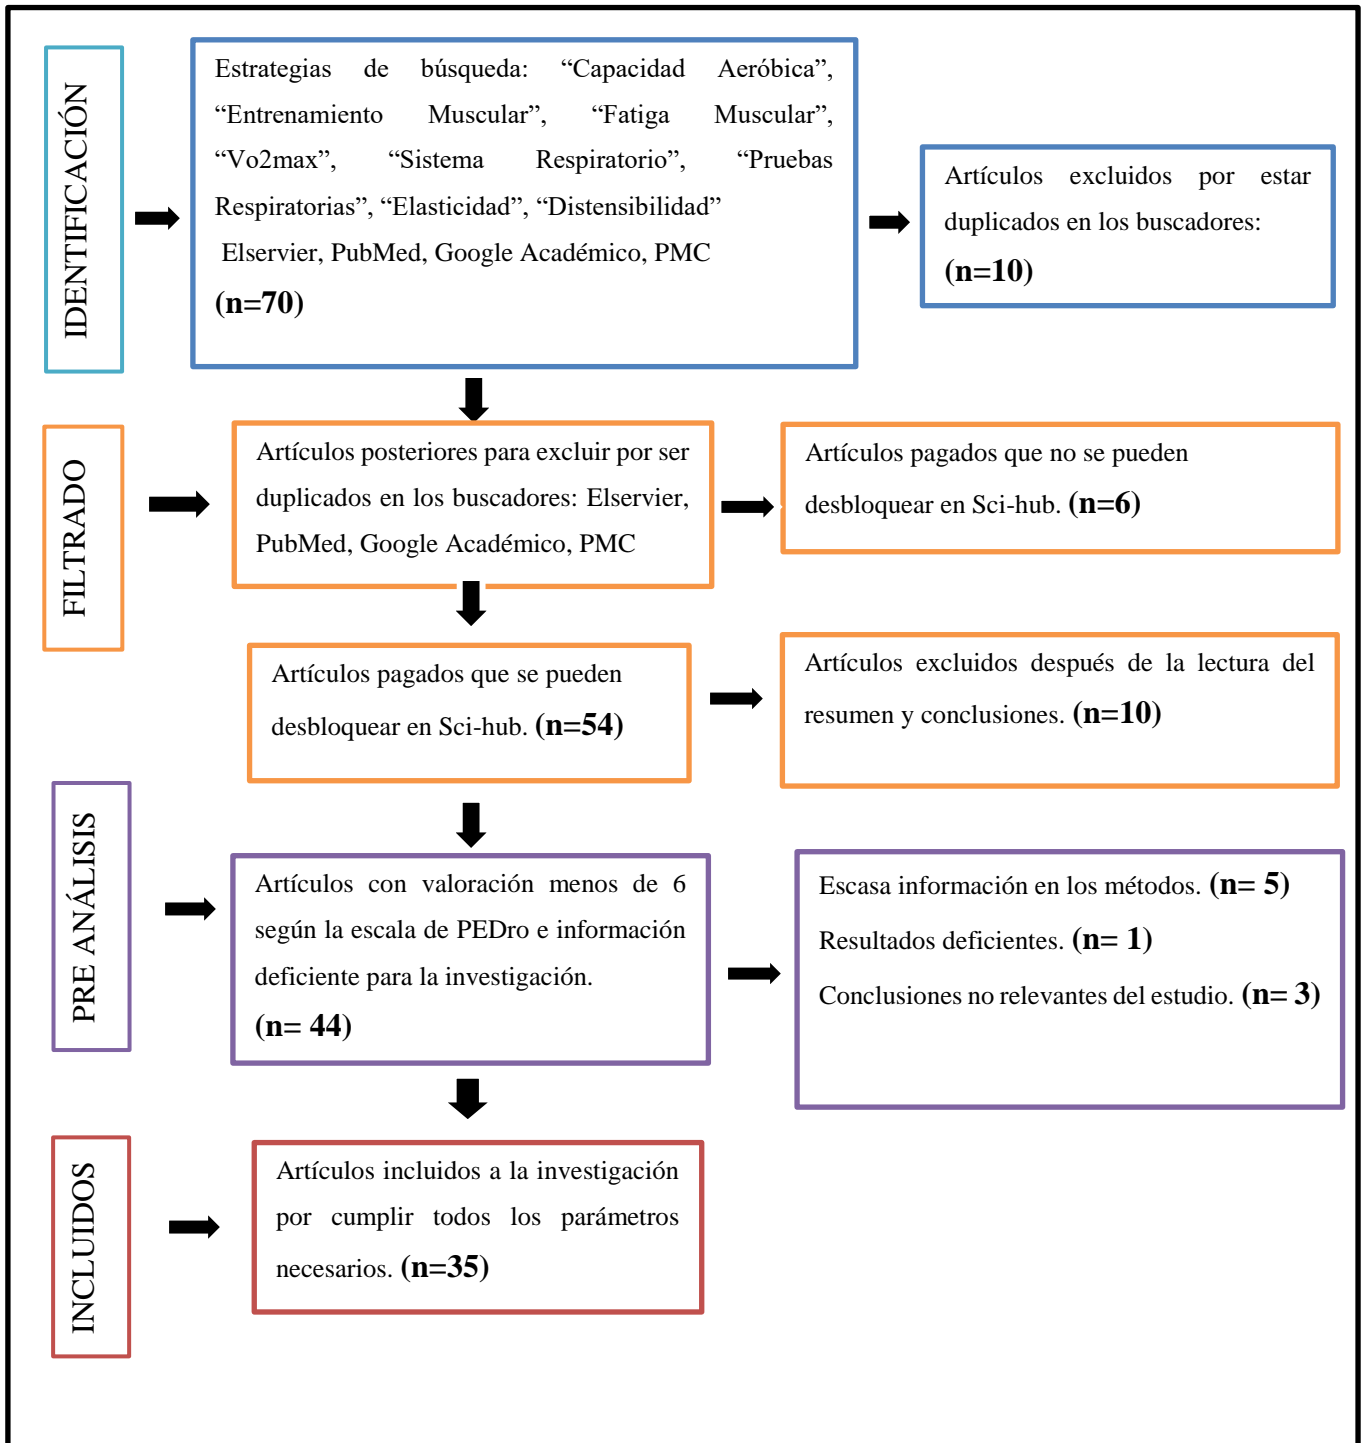 IDENTIFICACIÓN
Estrategias de búsqueda: “Capacidad Aeróbica”,
“Entrenamiento Muscular”, “Fatiga Muscular”,
“Vo2max”, “Sistema Respiratorio”, “Pruebas
Respiratorias”, “Elasticidad”, “Distensibilidad”
Elservier, PubMed, Google Académico, PMC
(n=70)
Artículos excluidos por estar
duplicados en los buscadores:
(n=10)
FILTRADO
Artículos posteriores para excluir por ser
duplicados en los buscadores: Elservier,
PubMed, Google Académico, PMC
Artículos pagados que no se pueden
desbloquear en Sci-hub. (n=6)
Artículos pagados que se pueden
desbloquear en Sci-hub. (n=54)
Artículos excluidos después de la lectura del
resumen y conclusiones. (n=10)
PRE ANÁLISIS
Artículos con valoración menos de 6
según la escala de PEDro e información
deficiente para la investigación.
(n= 44)
Escasa información en los métodos. (n= 5)
Resultados deficientes. (n= 1)
Conclusiones no relevantes del estudio. (n= 3)
INCLUIDOS
Artículos incluidos a la investigación
por cumplir todos los parámetros
necesarios. (n=35)